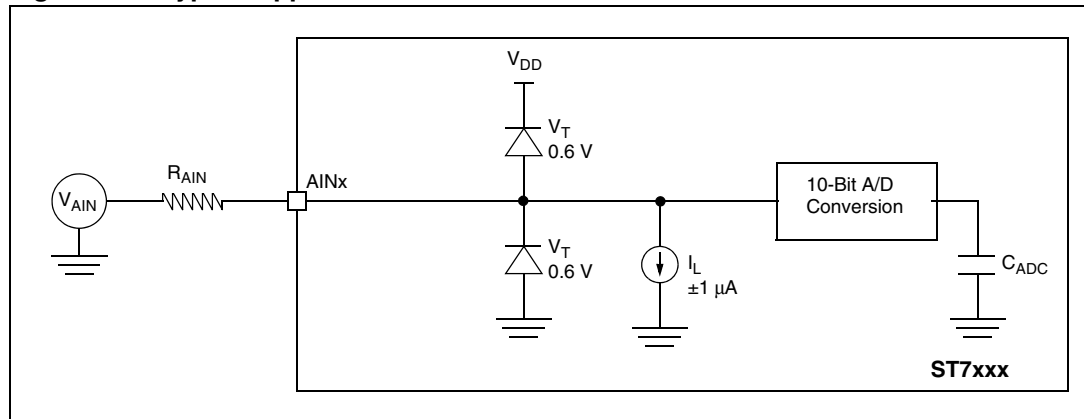 V_DD
V_T
0.6 V
R_AIN
AINx
V_AIN
10-Bit A/D
Conversion
V_T
0.6 V
I_L
±1 μA
C_ADC
ST7xxx